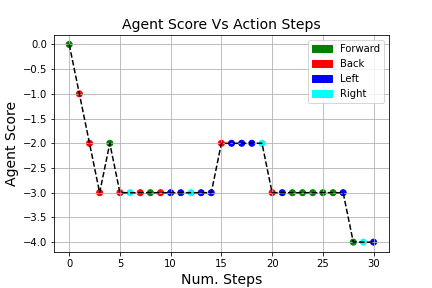 Agent Score Vs Action Steps
0.0
−0.5
−1.0
−1.5
−2.0
−2.5
−3.0
−3.5
−4.0
Agent Score
Forward
Back
Left
Right
0 5 10 15 20 25 30
Num. Steps